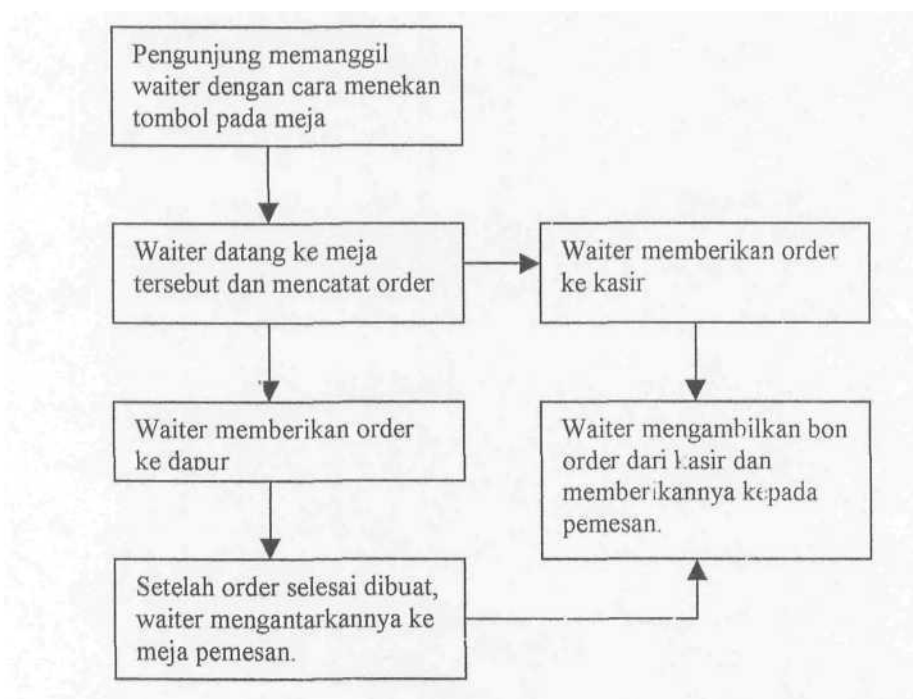 Pengunjung memanggil
waiter dengan cara menekan
tombol pada meja
Waiter datang ke meja
tersebut dan mencatat order
Waiter memberikan order
ke kasir
Waiter memberikan order
ke dapur
Waiter mengambilkan bon
order dari kasir dan
memberikannya kepada
pemesan.
Setelah order selesai dibuat,
waiter mengantarkannya ke
meja pemesan.